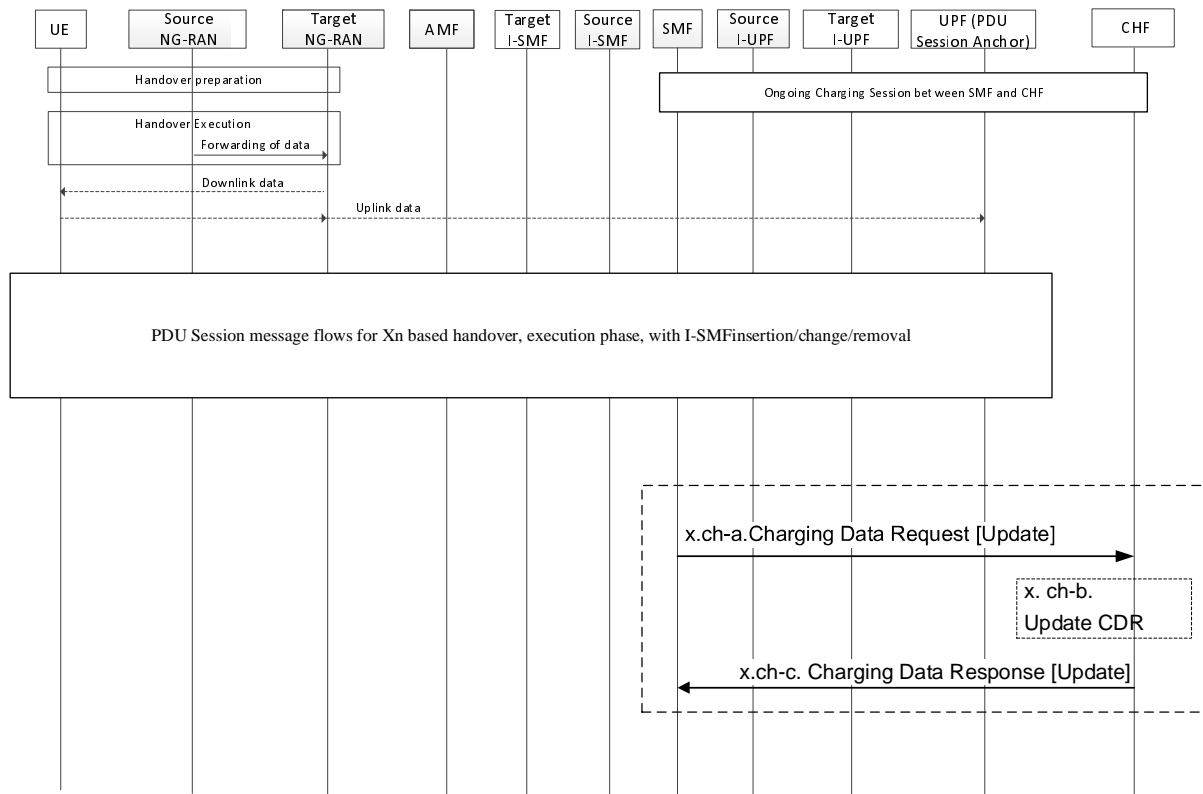 UE
Source
NG-RAN
Target
NG-RAN
AMF
Target
I-SMF
Source
I-SMF
SMF
Source
I-UPF
Target
I-UPF
UPF (PDU
Session Anchor)
CHF
Handover preparation
Ongoing Charging Session between SMF and CHF
Handover Execution
Forwarding of data
Downlink data
Uplink data
PDU Session message flows for Xn based handover, execution phase, with I-SMFinsertion/change/removal
x.ch-a.Charging Data Request [Update]
x. ch-b.
Update CDR
x.ch-c. Charging Data Response [Update]